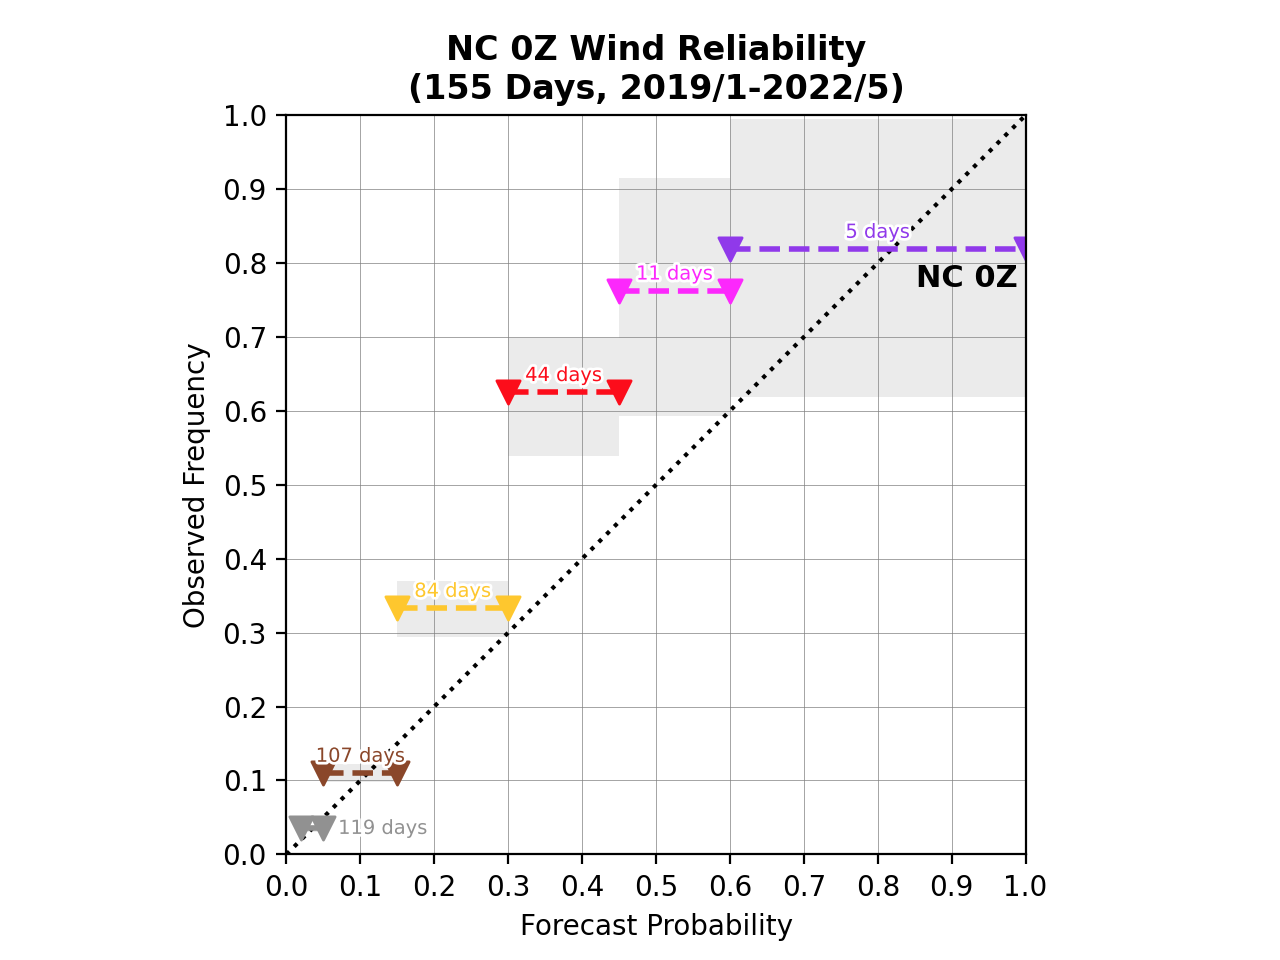 NC 0Z Wind Reliability
(155 Days, 2019/1-2022/5)
1.0
0.9
0.8
0.7
0.6
0.5
0.4
0.3
0.2
0.1
0.0
Observed Frequency
5 days
NC 0Z
11 days
44 days
84 days
107 days
119 days
0.0 0.1 0.2 0.3 0.4 0.5 0.6 0.7 0.8 0.9 1.0
Forecast Probability